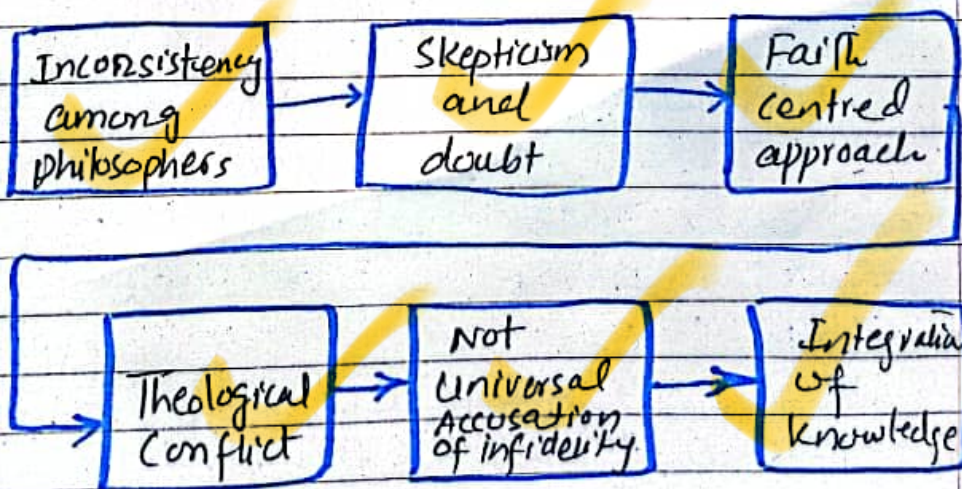 Inconsistency
among
philosophers
Skepticism
and
doubt
Faith
centred
approach
Theological
Conflict
Not
Universal
Accusation
of infidelity
Integration
of
knowledge